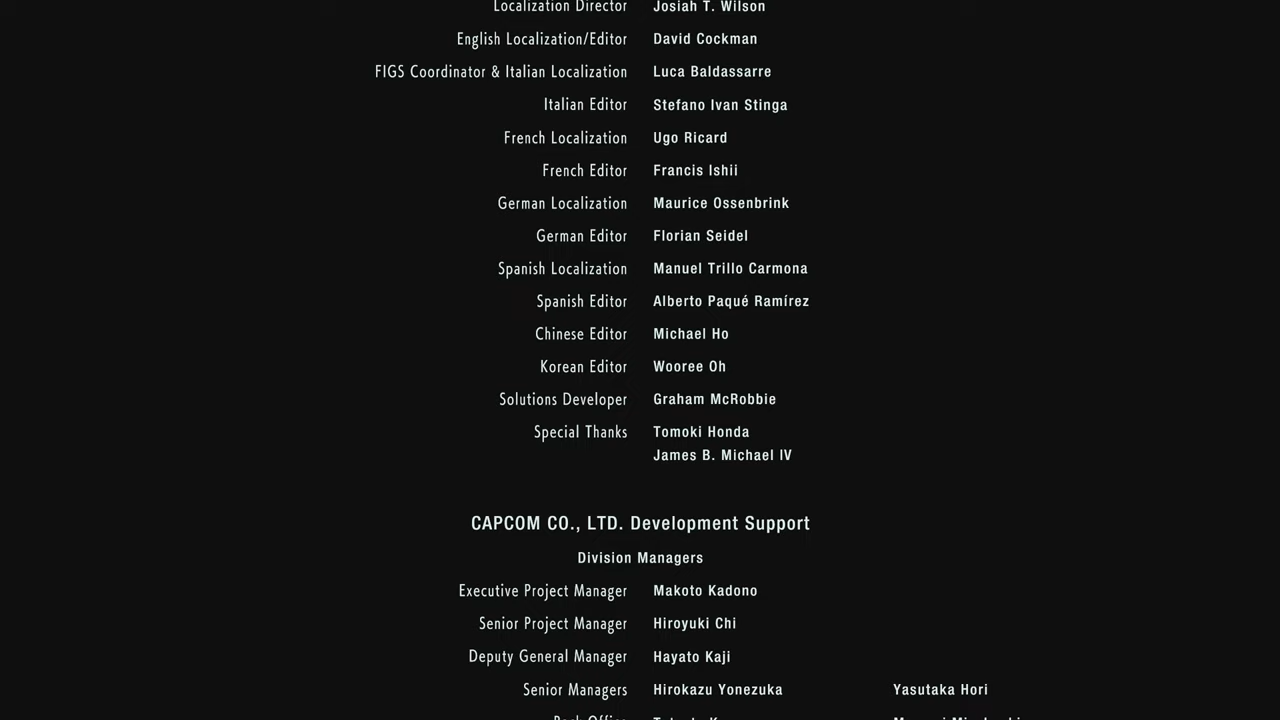 Localization Director Josiah T. Wilson
English Localization/Editor David Cockman
FIGS Coordinator & Italian Localization Luca Baldassarre
Italian Editor Stefano Ivan Stinga
French Localization Ugo Ricard
French Editor Francis Ishii
German Localization Maurice Ossenbrink
German Editor Florian Seidel
Spanish Localization Manuel Trillo Carmona
Spanish Editor Alberto Paqué Ramírez
Chinese Editor Michael Ho
Korean Editor Wooree Oh
Solutions Developer Graham McRobbie
Special Thanks Tomoki Honda
James B. Michael IV
CAPCOM CO., LTD. Development Support
Division Managers
Executive Project Manager Makoto Kadono
Senior Project Manager Hiroyuki Chi
Deputy General Manager Hayato Kaji
Senior Managers Hirokazu Yonezuka Yasutaka Hori